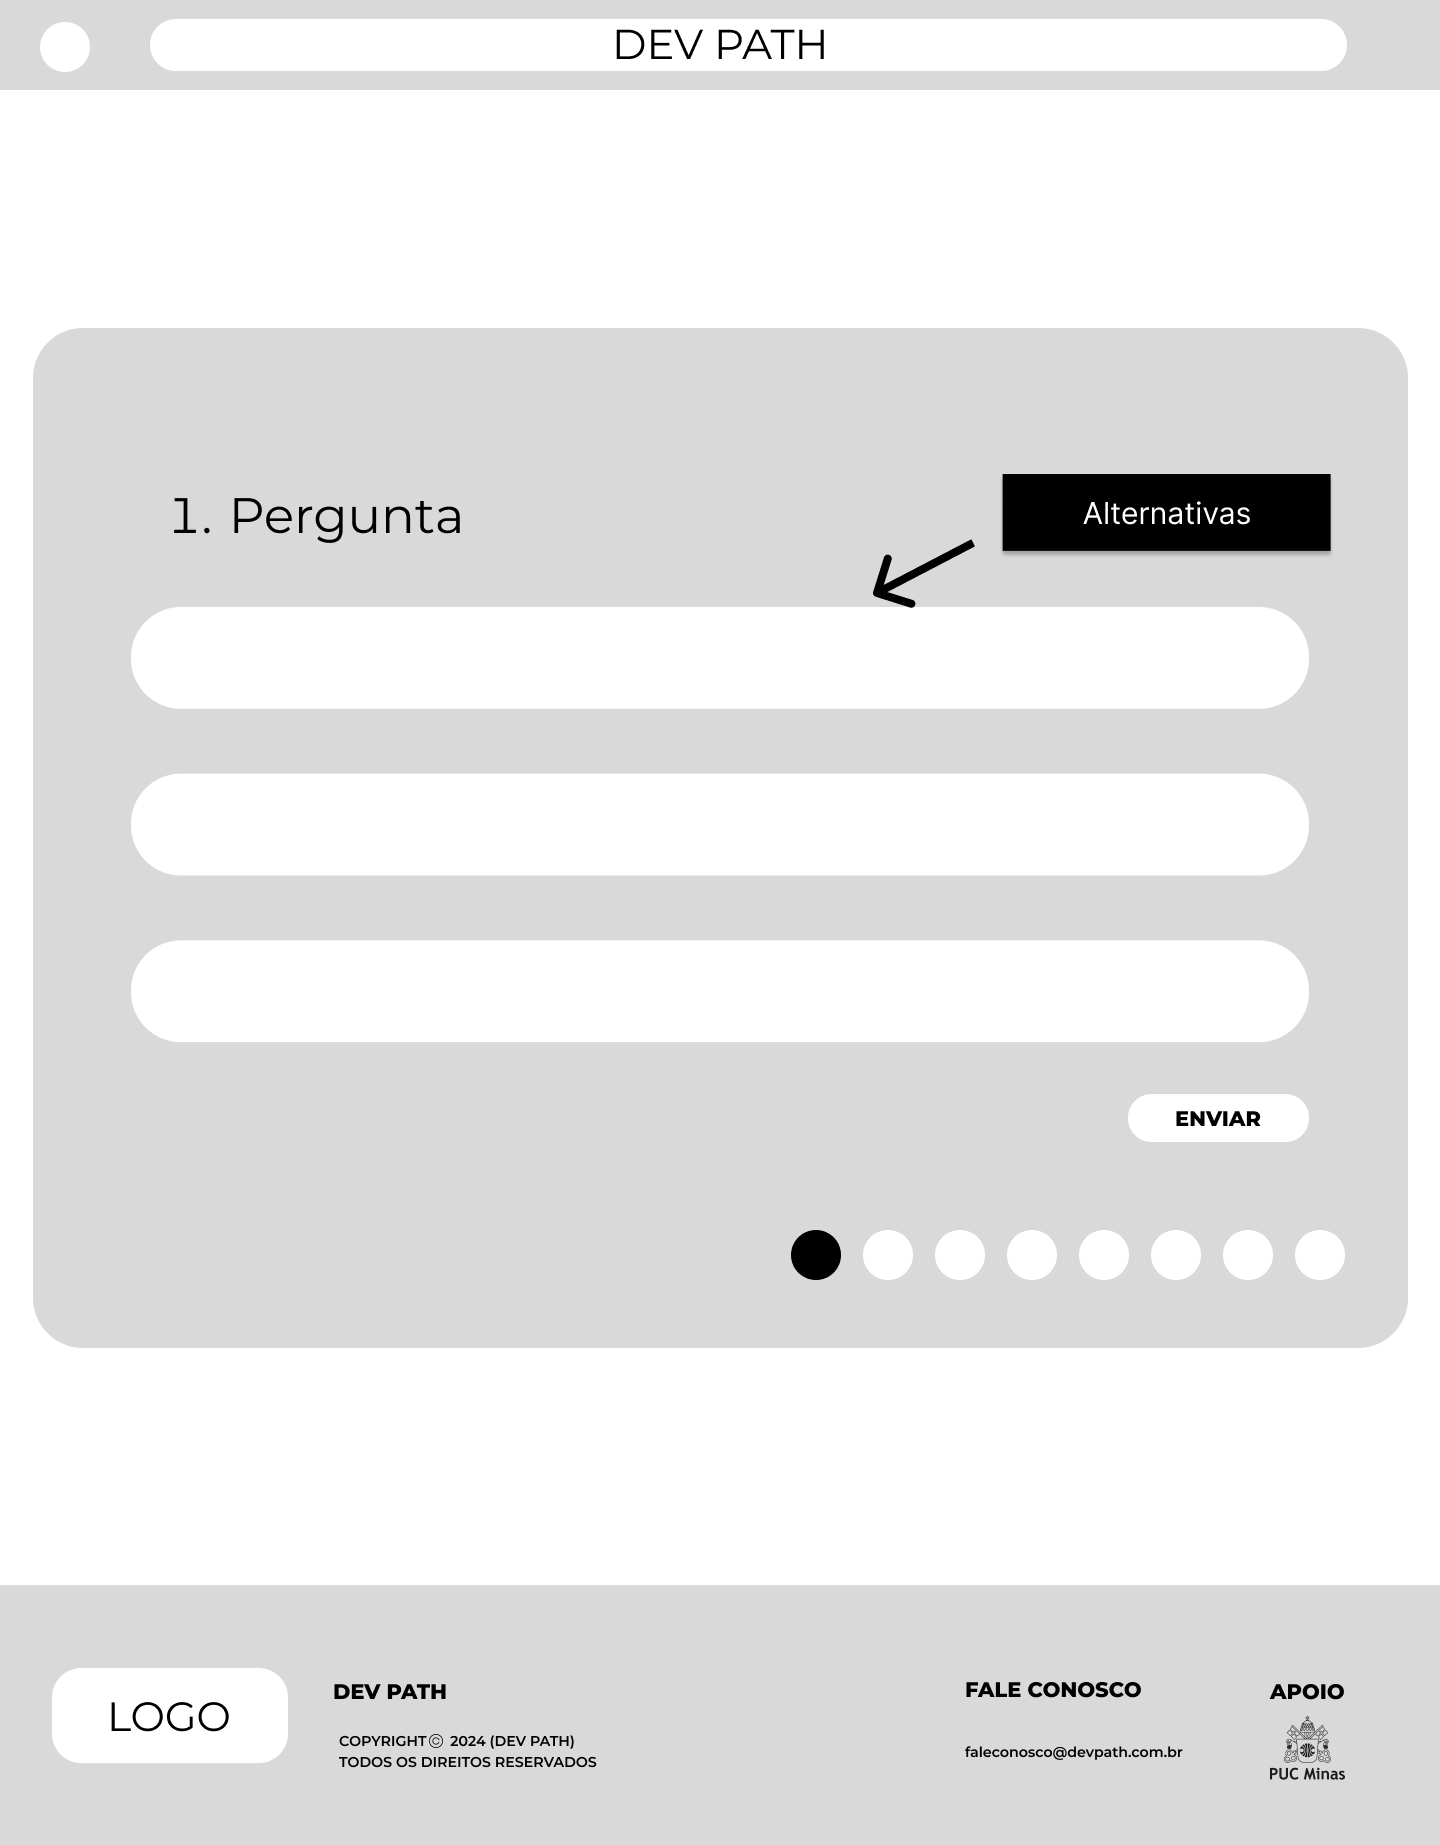 DEV PATH
1. Pergunta
Alternativas
ENVIAR
LOGO
DEV PATH
COPYRIGHT© 2024 (DEV PATH)
TODOS OS DIREITOS RESERVADOS
FALE CONOSCO
faleconosco@devpath.com.br
APOIO
PUC Minas